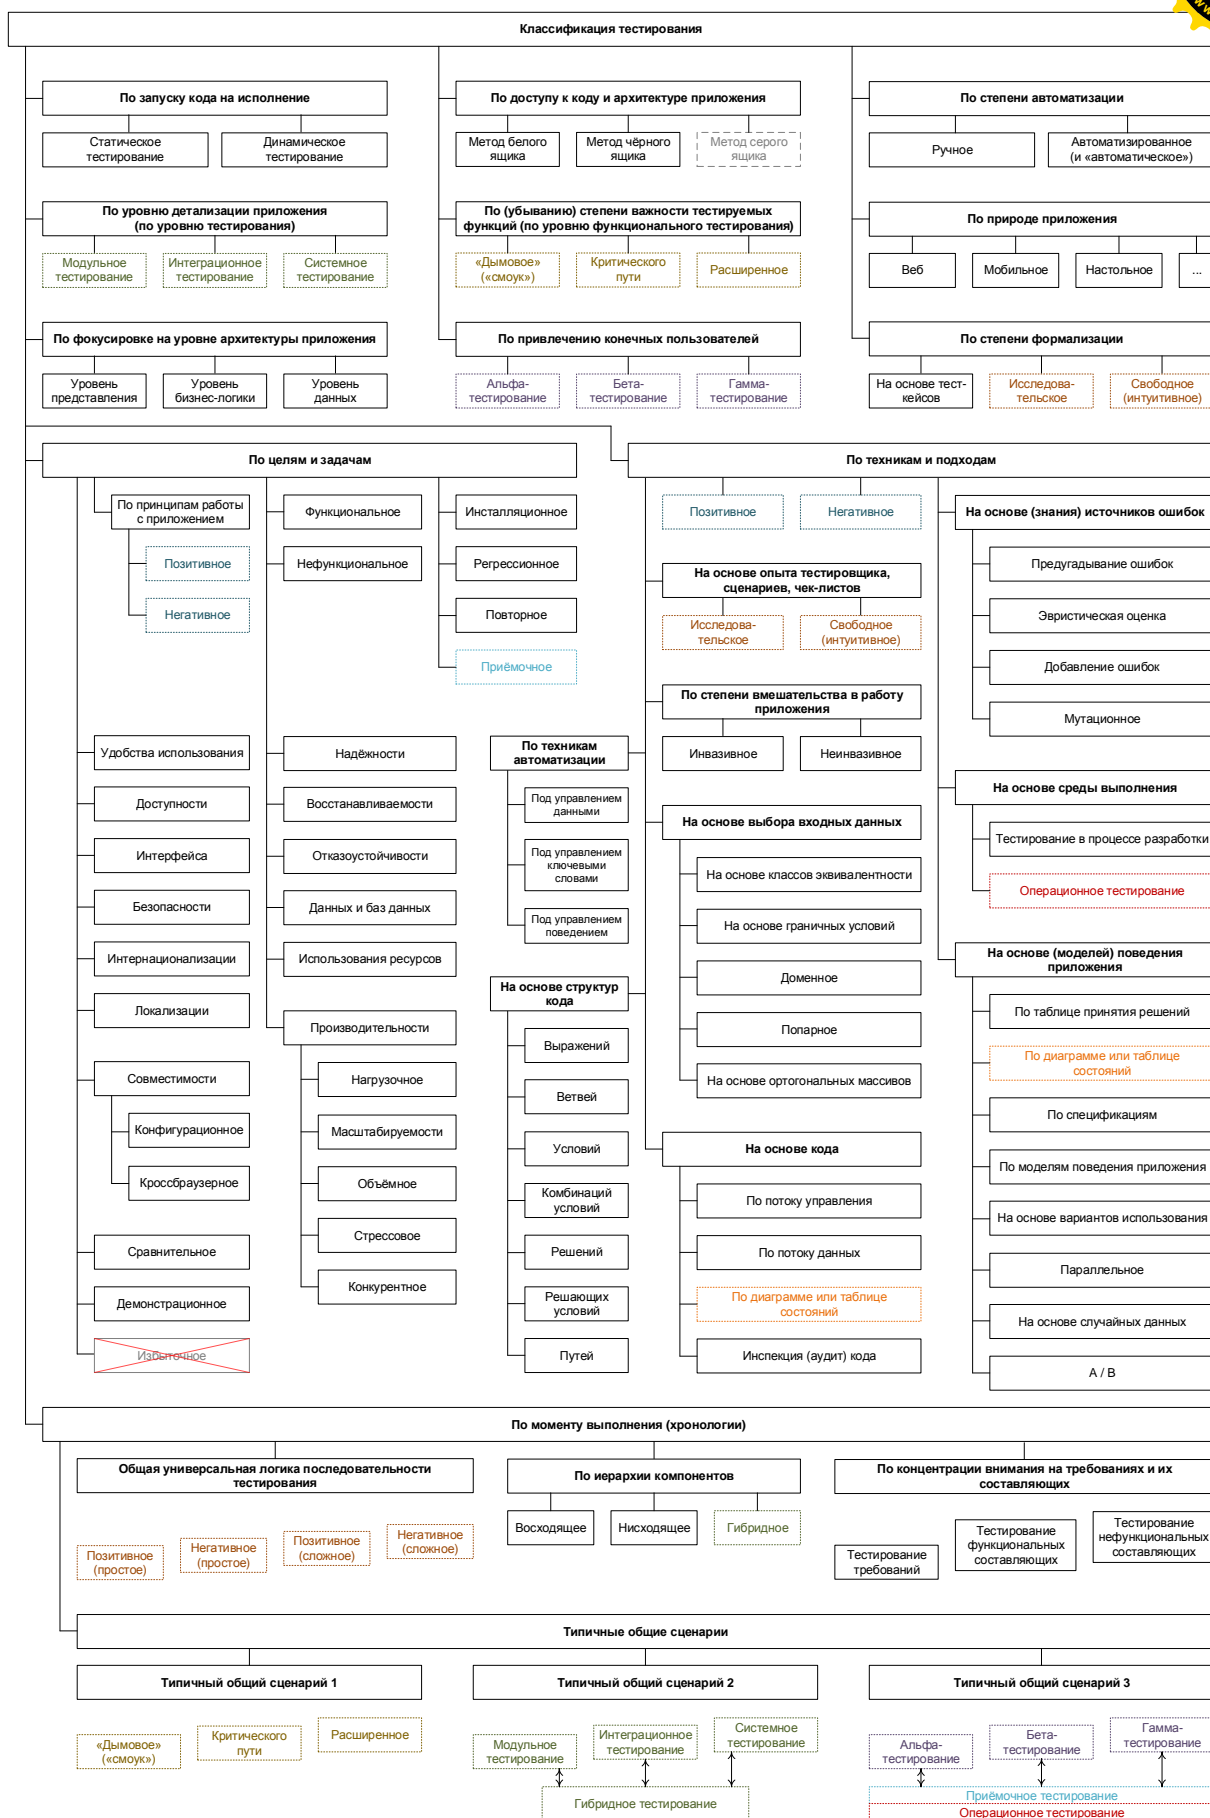 Классификация тестирования
По запуску кода на исполнение
Статическое
тестирование
Динамическое
тестирование
По доступу к коду и архитектуре приложения
Метод белого
ящика
Метод чёрного
ящика
Метод серого
ящика
По степени автоматизации
Ручное
Автоматизированное
(и «автоматическое»)
По уровню детализации приложения
(по уровню тестирования)
Модульное
тестирование
Интеграционное
тестирование
Системное
тестирование
По (убыванию) степени важности тестируемых
функций (по уровню функционального тестирования)
«Дымовое»
(«смоук»)
Критического
пути
Расширенное
По природе приложения
Веб
Мобильное
Настольное
...
По фокусировке на уровне архитектуры приложения
Уровень
представления
Уровень
бизнес-логики
Уровень
данных
По привлечению конечных пользователей
Альфа-
тестирование
Бета-
тестирование
Гамма-
тестирование
По степени формализации
На основе тест-
кейсов
Исследова-
тельское
Свободное
(интуитивное)
По целям и задачам
По принципам работы
с приложением
Позитивное
Негативное
Функциональное
Нефункциональное
Инсталляционное
Регрессионное
Повторное
Приёмочное
Удобства использования
Доступности
Интерфейса
Безопасности
Интернационализации
Локализации
Совместимости
Конфигурационное
Кроссбраузерное
Сравнительное
Демонстрационное
Избыточное
Надёжности
Восстанавливаемости
Отказоустойчивости
Данных и баз данных
Использования ресурсов
Производительности
Нагрузочное
Масштабируемости
Объёмное
Стрессовое
Конкурентное
По техникам и подходам
Позитивное
Негативное
На основе опыта тестировщика,
сценариев, чек-листов
Исследова-
тельское
Свободное
(интуитивное)
По степени вмешательства в работу
приложения
Инвазивное
Неинвазивное
По техникам
автоматизации
Под управлением
данными
Под управлением
ключевыми
словами
Под управлением
поведением
На основе структур
кода
Выражений
Ветвей
Условий
Комбинаций
условий
Решений
Решающих
условий
Путей
На основе выбора входных данных
На основе классов эквивалентности
На основе граничных условий
Доменное
Попарное
На основе ортогональных массивов
На основе кода
По потоку управления
По потоку данных
По диаграмме или таблице
состояний
Инспекция (аудит) кода
На основе (знания) источников ошибок
Предугадывание ошибок
Эвристическая оценка
Добавление ошибок
Мутационное
На основе среды выполнения
Тестирование в процессе разработки
Операционное тестирование
На основе (моделей) поведения
приложения
По таблице принятия решений
По диаграмме или таблице
состояний
По спецификациям
По моделям поведения приложения
На основе вариантов использования
Параллельное
На основе случайных данных
A / B
По моменту выполнения (хронологии)
Общая универсальная логика последовательности
тестирования
Позитивное
(простое)
Негативное
(простое)
Позитивное
(сложное)
Негативное
(сложное)
По иерархии компонентов
Восходящее
Нисходящее
Гибридное
По концентрации внимания на требованиях и их
составляющих
Тестирование
требований
Тестирование
функциональных
составляющих
Тестирование
нефункциональных
составляющих
Типичные общие сценарии
Типичный общий сценарий 1
«Дымовое»
(«смоук»)
Критического
пути
Расширенное
Типичный общий сценарий 2
Модульное
тестирование
Интеграционное
тестирование
Системное
тестирование
Гибридное тестирование
Типичный общий сценарий 3
Альфа-
тестирование
Бета-
тестирование
Гамма-
тестирование
Приёмочное тестирование
Операционное тестирование